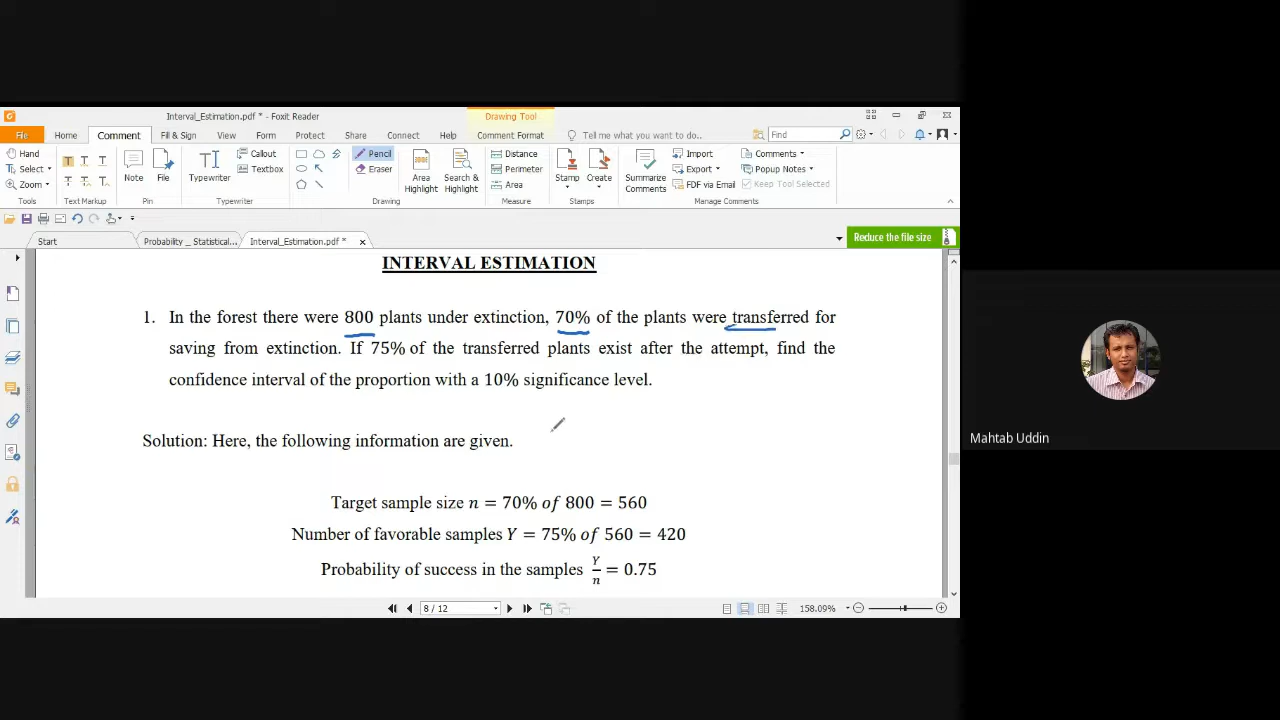 Interval_Estimation.pdf * - Foxit Reader
Drawing Tool
File Home Comment Fill & Sign View Form Protect Share Connect Help Comment Format Tell me what you want to do.. Find
Hand
Select
Zoom
Tools
T T T
T T T
Text Markup
Note
File
Pin
Typewriter
Callout
Textbox
Typewriter
Pencil
Eraser
Area Highlight
Search & Highlight
Drawing
Distance
Perimeter
Area
Measure
Stamp
Create
Stamps
Summarize Comments
Import
Export
FDF via Email
Comments
Popup Notes
Keep Tool Selected
Manage Comments
Start Probability _ Statistical... Interval_Estimation.pdf * Reduce the file size
INTERVAL ESTIMATION
1. In the forest there were 800 plants under extinction, 70% of the plants were transferred for
saving from extinction. If 75% of the transferred plants exist after the attempt, find the
confidence interval of the proportion with a 10% significance level.
Solution: Here, the following information are given.
Target sample size n = 70% of 800 = 560
Number of favorable samples Y = 75% of 560 = 420
Probability of success in the samples Y/n = 0.75
8 / 12 158.09%
Mahtab Uddin